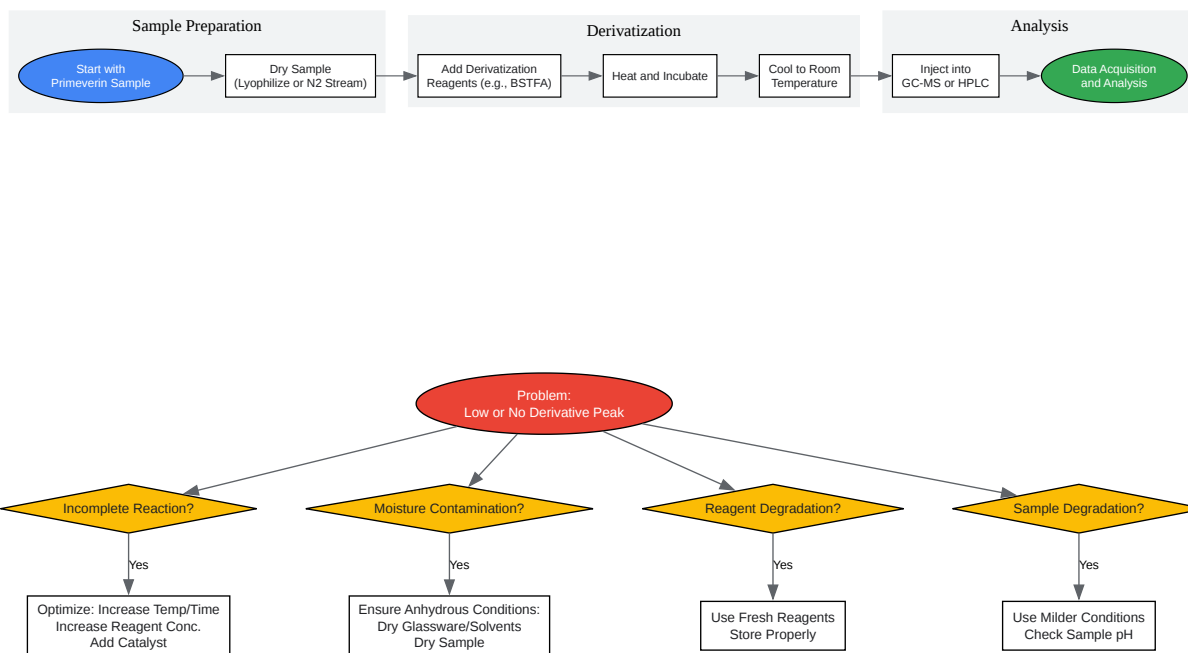 Sample Preparation
Derivatization
Analysis
Start with
Primeverin Sample
Dry Sample
(Lyophilize or N2 Stream)
Add Derivatization
Reagents (e.g., BSTFA)
Heat and Incubate
Cool to Room
Temperature
Inject into
GC-MS or HPLC
Data Acquisition
and Analysis
Problem:
Low or No Derivative Peak
Incomplete Reaction?
Moisture Contamination?
Reagent Degradation?
Sample Degradation?
Yes
Yes
Yes
Yes
Optimize: Increase Temp/Time
Increase Reagent Conc.
Add Catalyst
Ensure Anhydrous Conditions:
Dry Glassware/Solvents
Dry Sample
Use Fresh Reagents
Store Properly
Use Milder Conditions
Check Sample pH